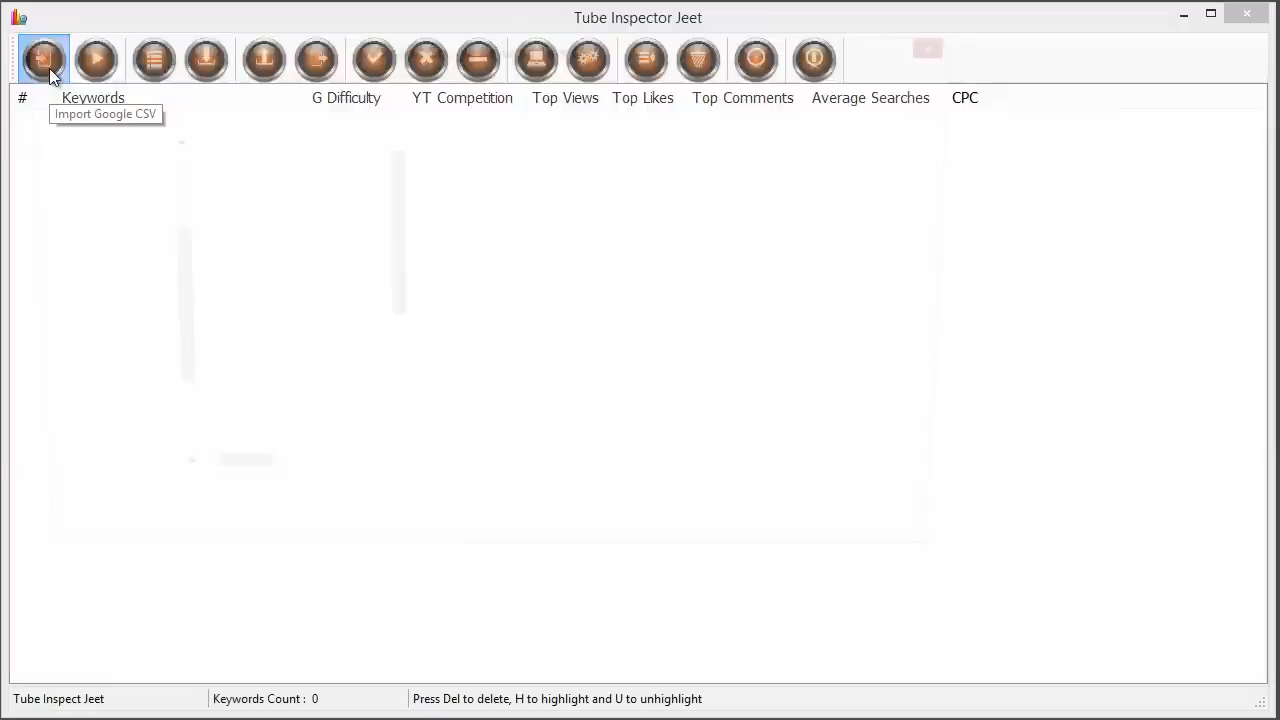 Tube Inspector Jeet
# Keywords G Difficulty YT Competition Top Views Top Likes Top Comments Average Searches CPC
Import Google CSV
Tube Inspect Jeet Keywords Count : 0 Press Del to delete, H to highlight and U to unhighlight